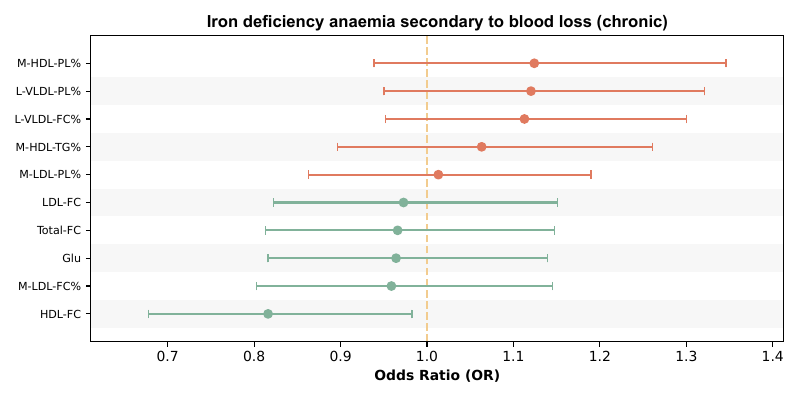 Iron deficiency anaemia secondary to blood loss (chronic)
M-HDL-PL%
L-VLDL-PL%
L-VLDL-FC%
M-HDL-TG%
M-LDL-PL%
LDL-FC
Total-FC
Glu
M-LDL-FC%
HDL-FC
0.7 0.8 0.9 1.0 1.1 1.2 1.3 1.4
Odds Ratio (OR)